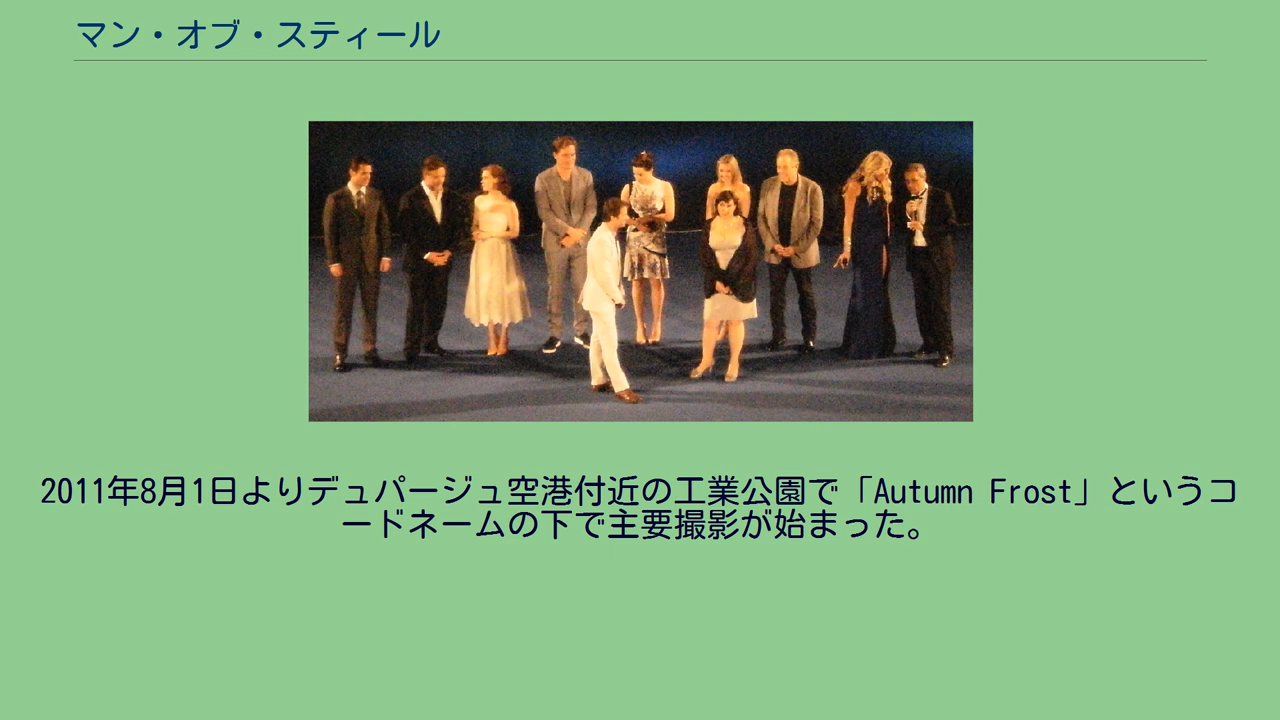 マン・オブ・スティール
2011年8月1日よりデュパージュ空港付近の工業公園で「Autumn Frost」というコ
ードネームの下で主要撮影が始まった。